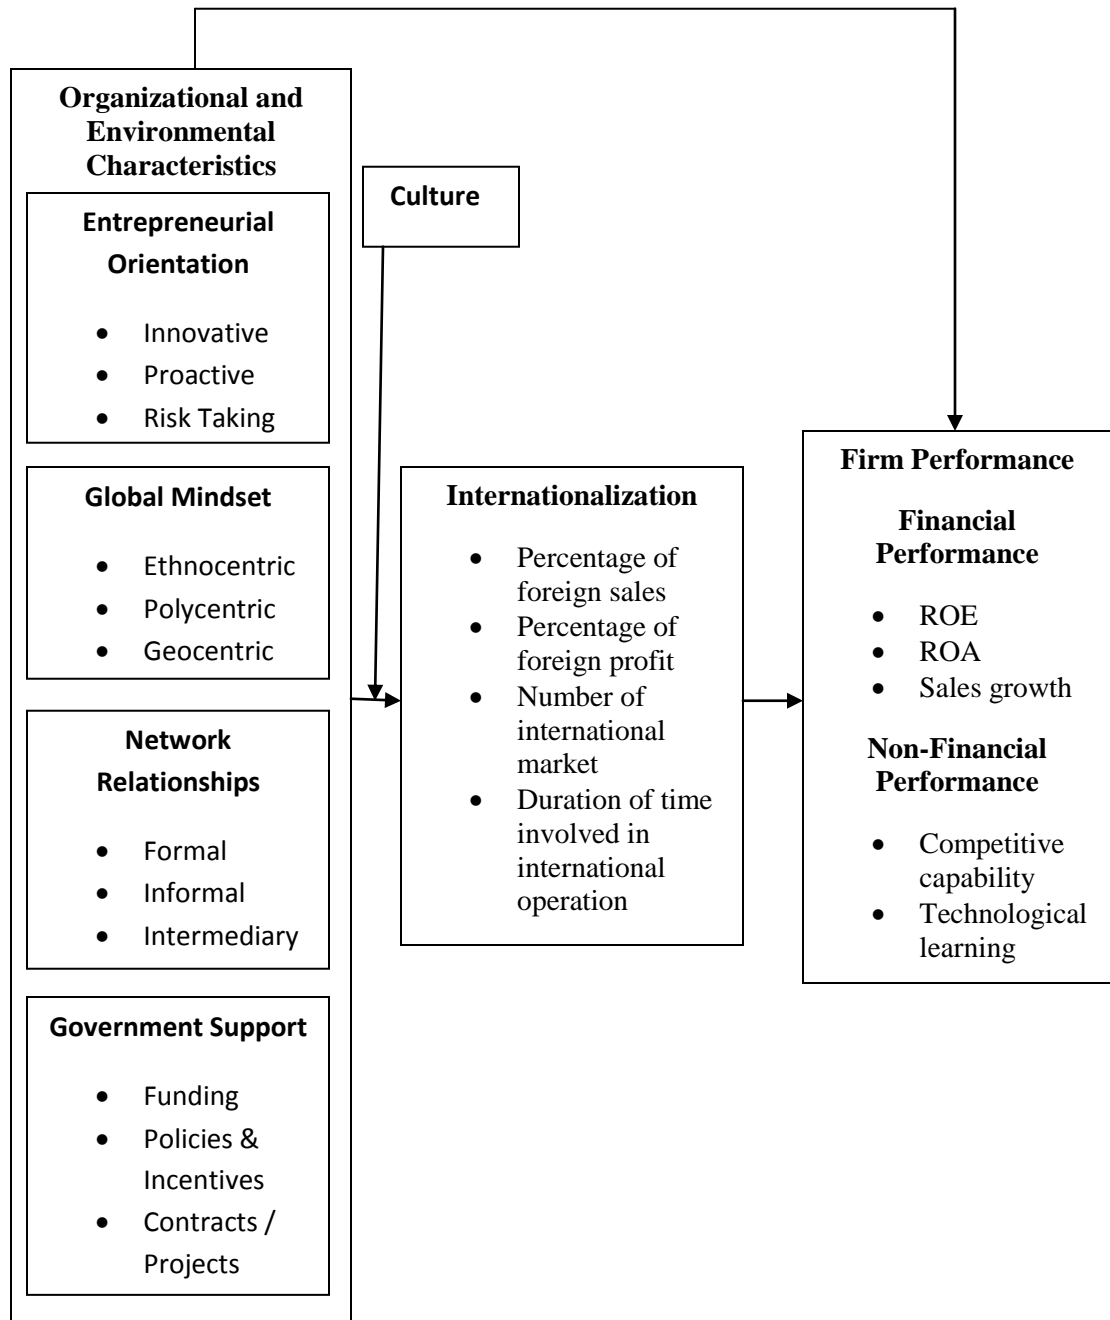 Organizational and
Environmental
Characteristics
Entrepreneurial
Orientation
• Innovative
• Proactive
• Risk Taking
Global Mindset
• Ethnocentric
• Polycentric
• Geocentric
Network
Relationships
• Formal
• Informal
• Intermediary
Government Support
• Funding
• Policies &
Incentives
• Contracts /
Projects
Culture
Internationalization
• Percentage of
foreign sales
• Percentage of
foreign profit
• Number of
international
market
• Duration of time
involved in
international
operation
Firm Performance
Financial
Performance
• ROE
• ROA
• Sales growth
Non-Financial
Performance
• Competitive
capability
• Technological
learning